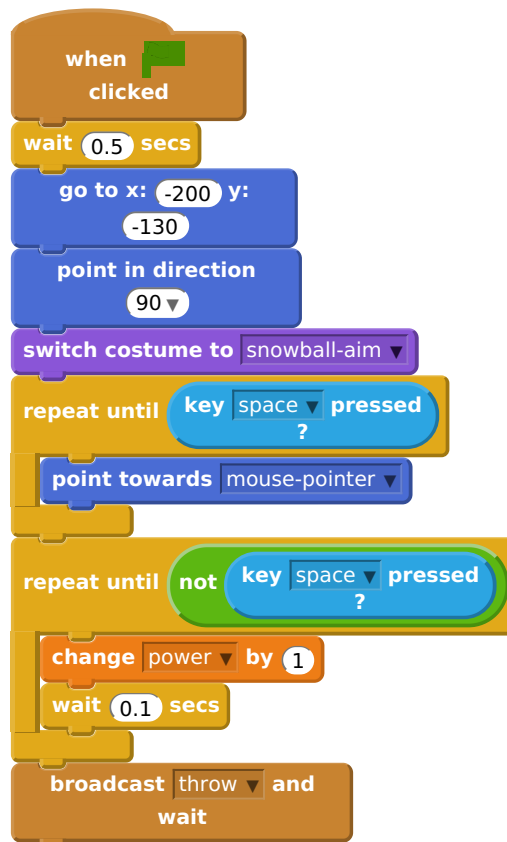 when
clicked
wait 0.5 secs
go to x: -200 y:
-130
point in direction
90 ▾
switch costume to snowball-aim ▾
repeat until key space ▾ pressed
?
point towards mouse-pointer ▾
repeat until not key space ▾ pressed
?
change power ▾ by 1
wait 0.1 secs
broadcast throw ▾ and
wait